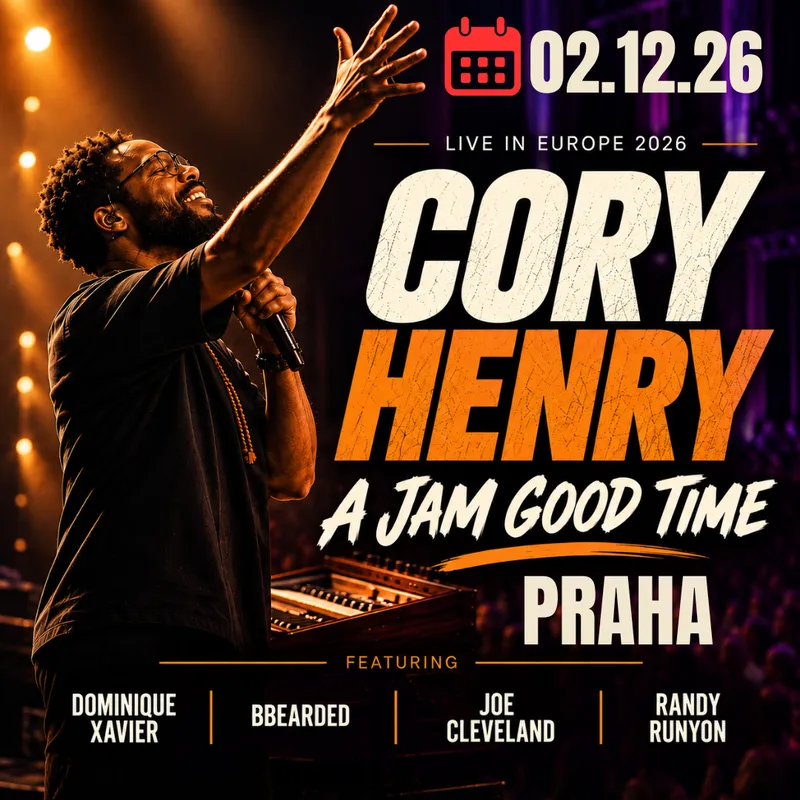 02.12.26
LIVE IN EUROPE 2026
CORY
HENRY
A JAM GOOD TIME
PRAHA
FEATURING
DOMINIQUE
XAVIER
BBEARDED
JOE
CLEVELAND
RANDY
RUNYON